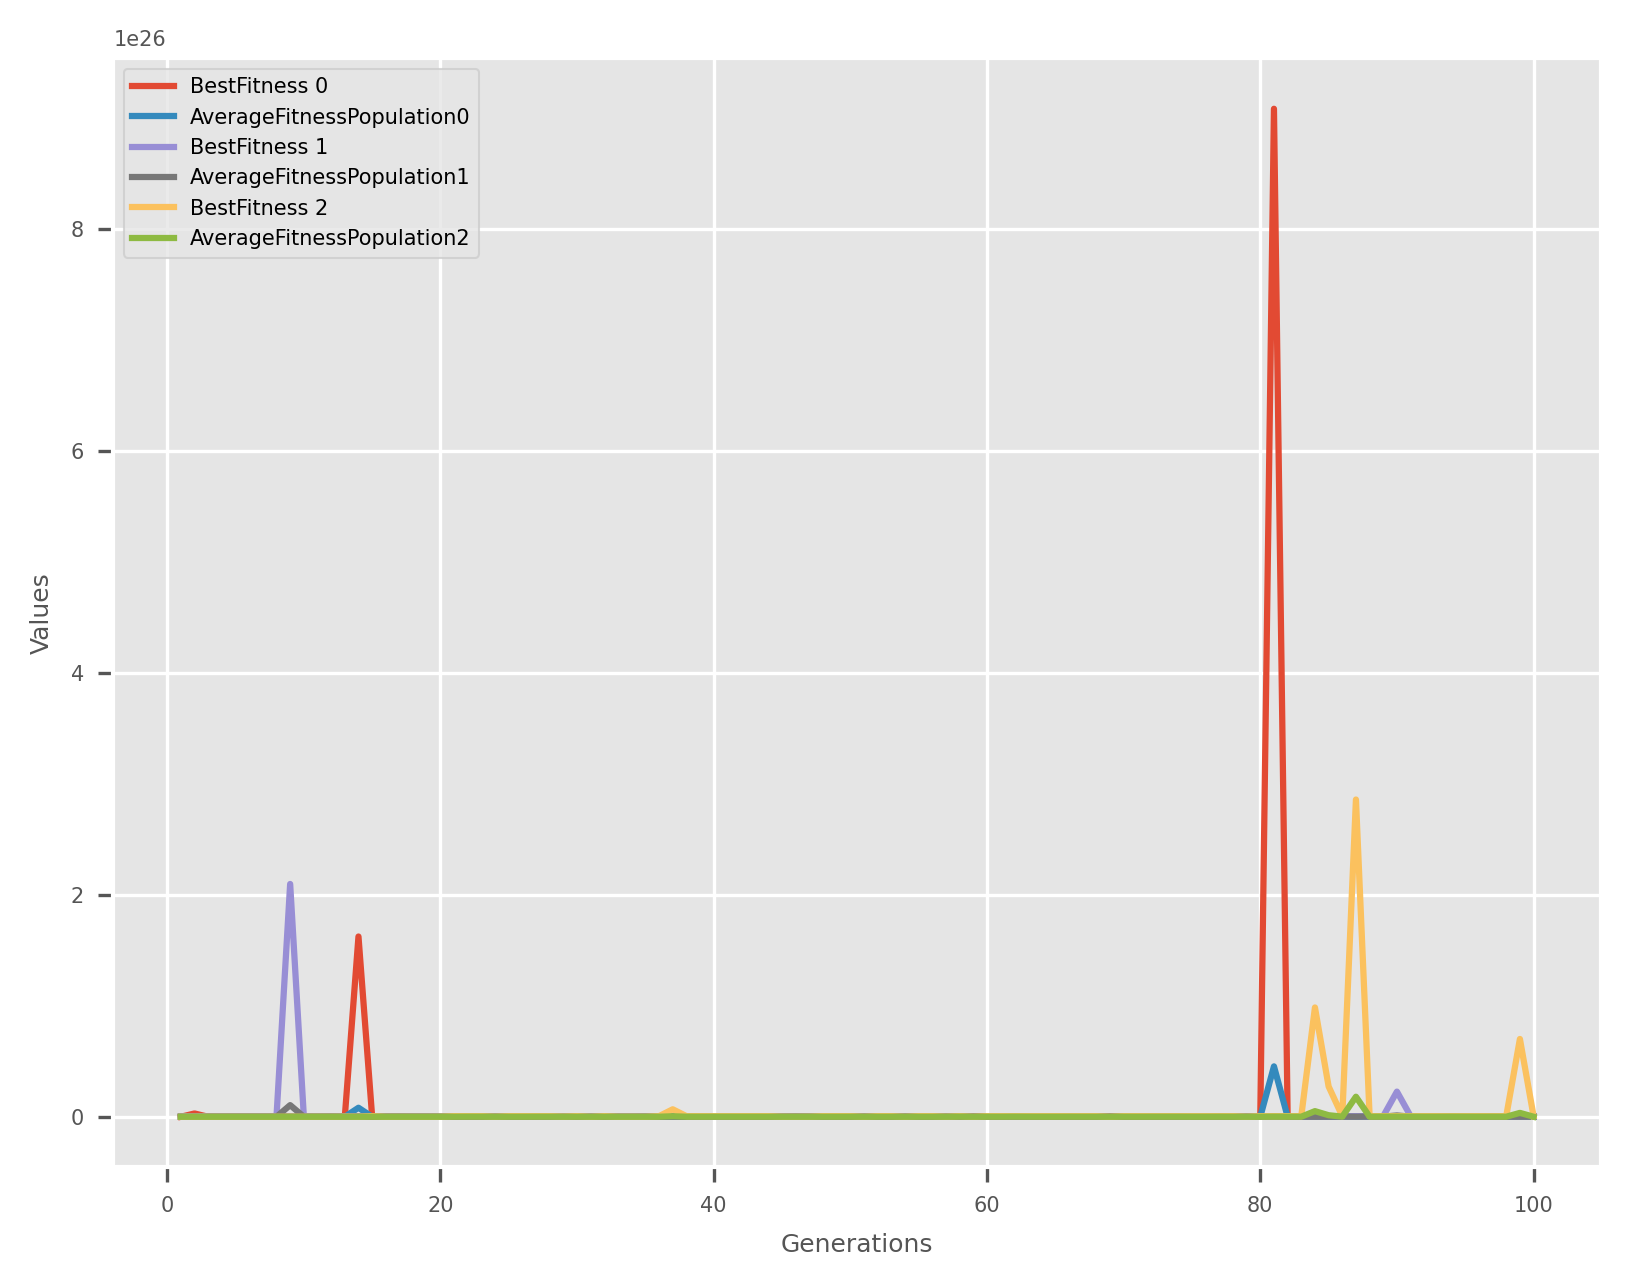 1e26
BestFitness 0
AverageFitnessPopulation0
BestFitness 1
AverageFitnessPopulation1
BestFitness 2
AverageFitnessPopulation2
8
6
4
2
0
Values
0 20 40 60 80 100
Generations